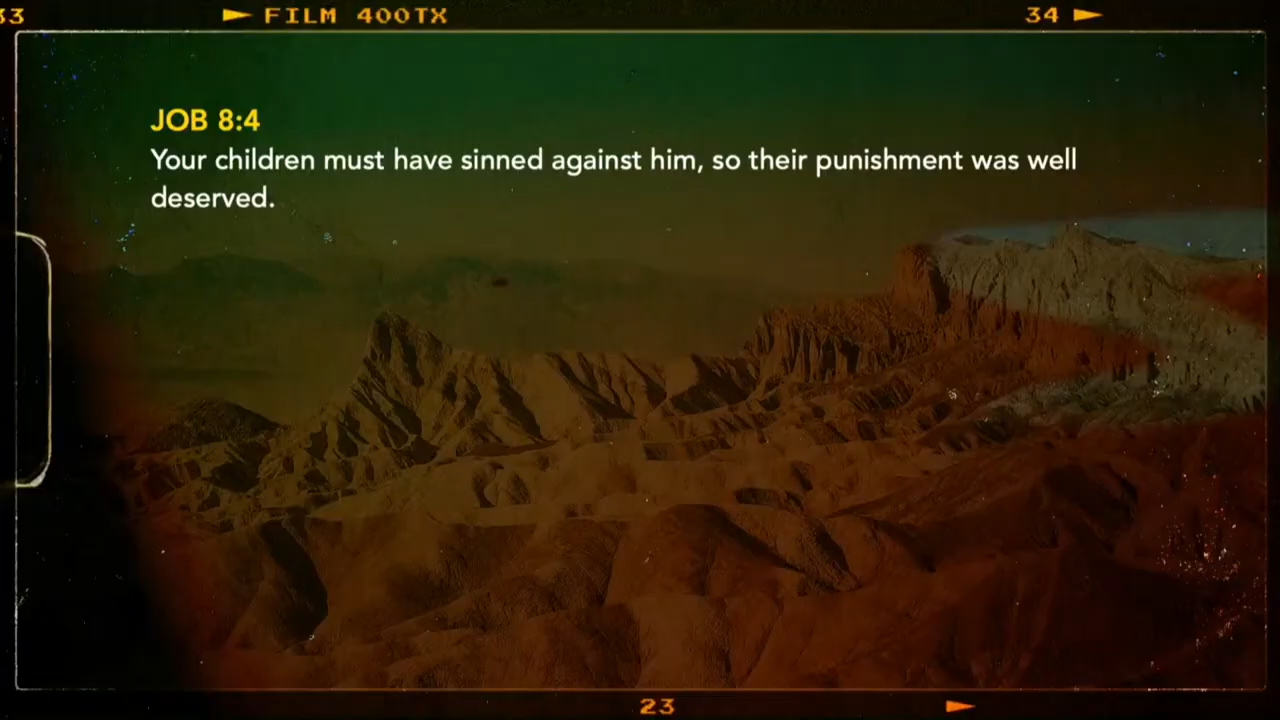 33 FILM 400TX 34
JOB 8:4
Your children must have sinned against him, so their punishment was well
deserved.
23